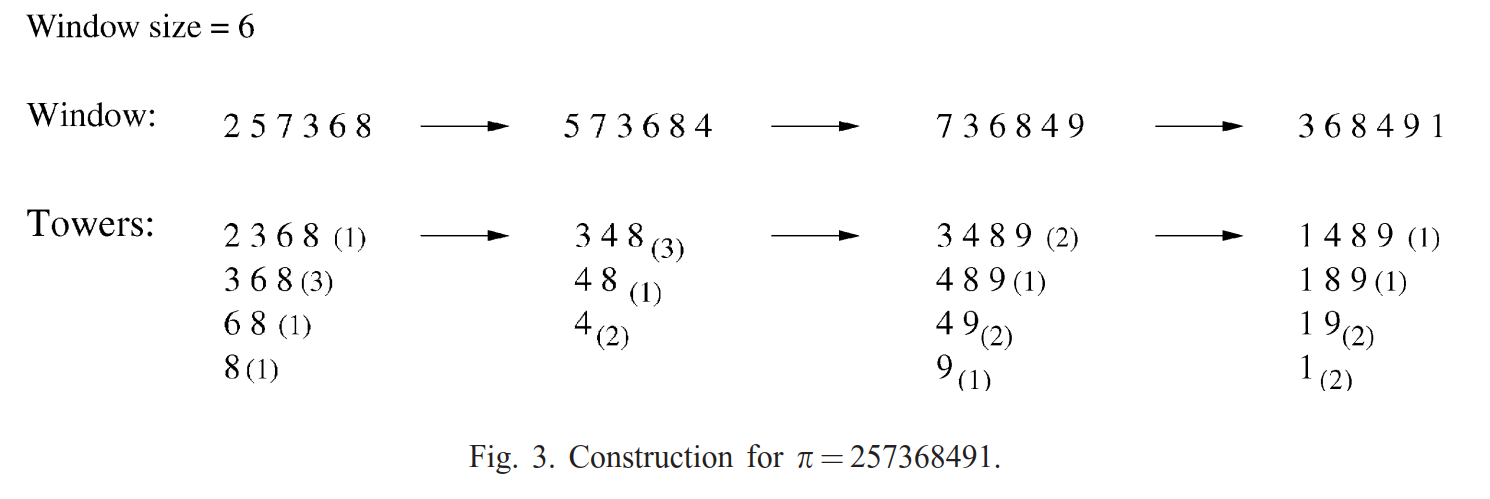 Window size = 6
Window: 2 5 7 3 6 8 → 5 7 3 6 8 4 → 7 3 6 8 4 9 → 3 6 8 4 9 1
Towers: 2 3 6 8 (1) → 3 4 8 (3) → 3 4 8 9 (2) → 1 4 8 9 (1)
3 6 8 (3) 4 8 (1) 4 8 9 (1) 1 8 9 (1)
6 8 (1) 4 (2) 4 9 (2) 1 9 (2)
8 (1) 9 (1) 1 (2)
Fig. 3. Construction for π = 257368491.